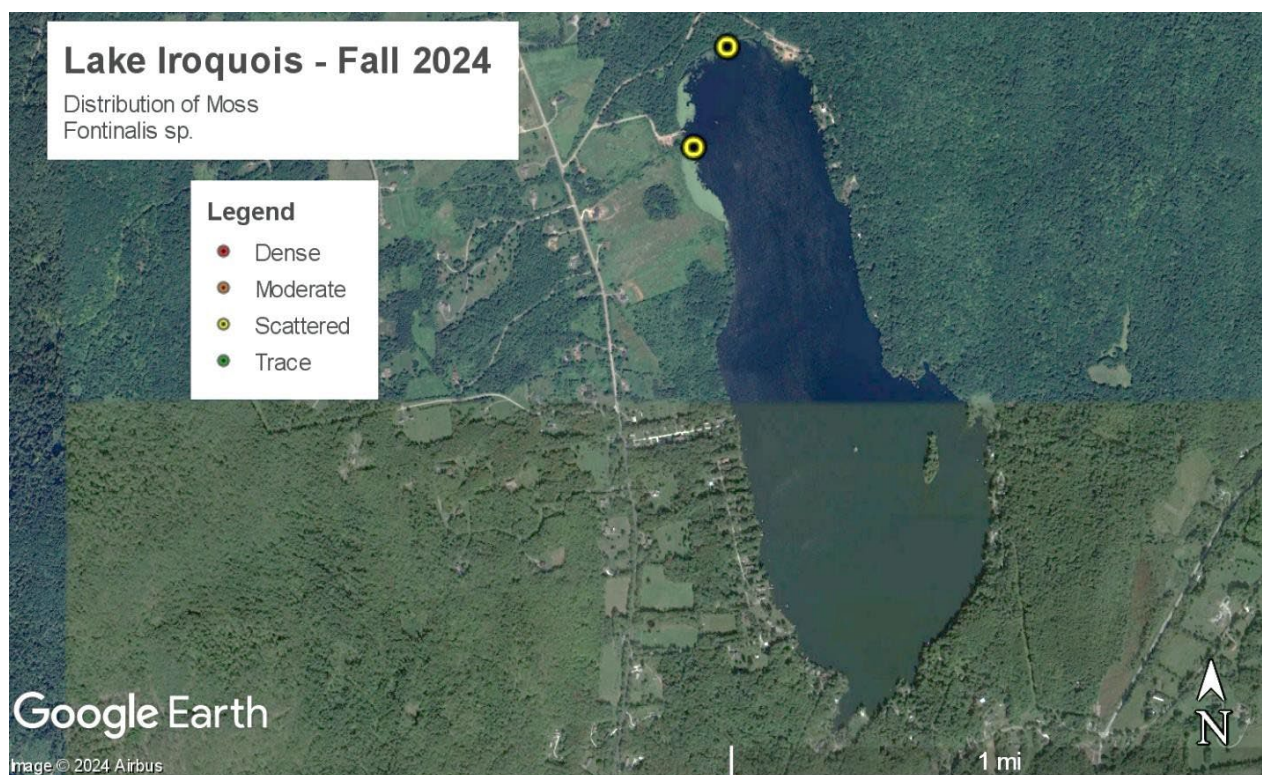 Lake Iroquois - Fall 2024
Distribution of Moss
Fontinalis sp.
Legend
Dense
Moderate
Scattered
Trace
Google Earth
N
Image © 2024 Airbus
1 mi